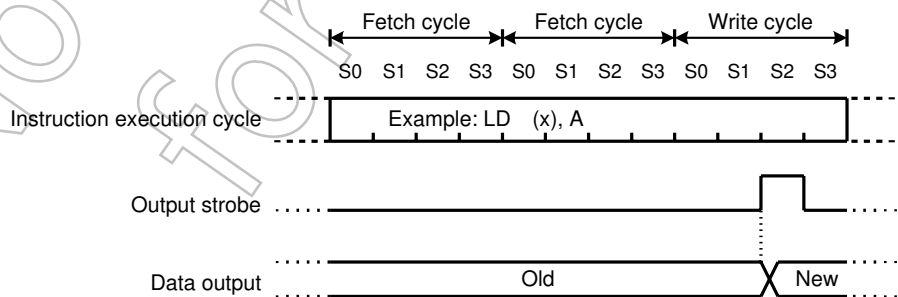 Fetch cycle Fetch cycle Write cycle
S0 S1 S2 S3 S0 S1 S2 S3 S0 S1 S2 S3
Instruction execution cycle Example: LD (x), A
Output strobe
Data output Old New